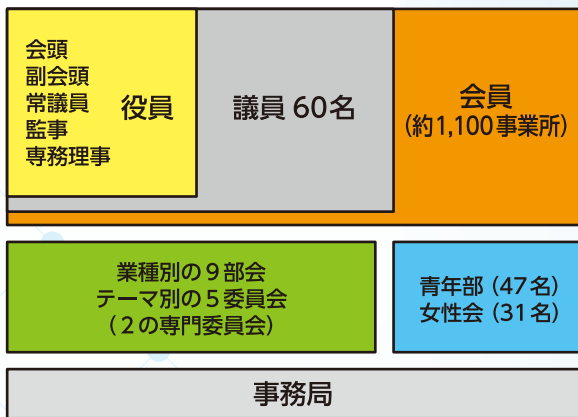 会頭
副会頭
常議員
監事
専務理事
役員
議員 60名
会員
(約1,100事業所)
業種別の9部会
テーマ別の5委員会
(2の専門委員会)
青年部 (47名)
女性会 (31名)
事務局